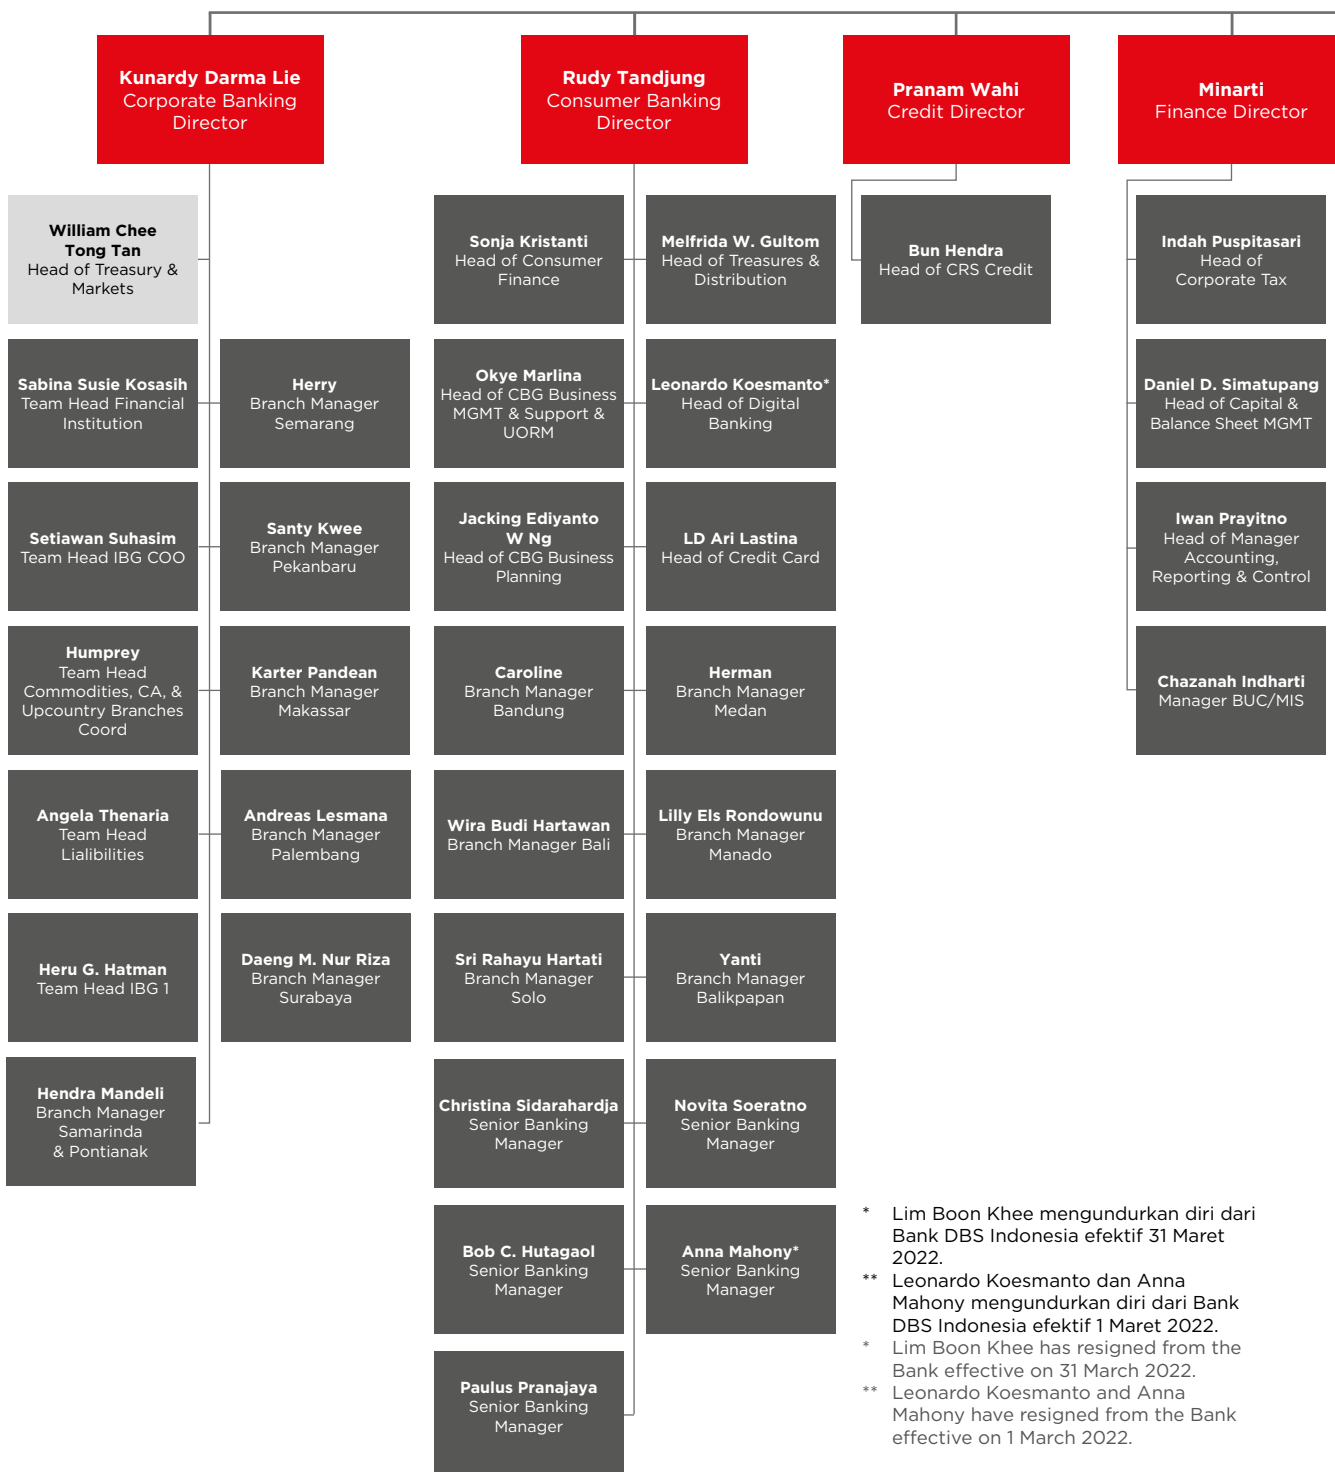 Kunardy Darma Lie
Corporate Banking
Director
Rudy Tandjung
Consumer Banking
Director
Pranam Wahi
Credit Director
Minarti
Finance Director
William Chee
Tong Tan
Head of Treasury &
Markets
Sabina Susie Kosasih
Team Head Financial
Institution
Herry
Branch Manager
Semarang
Setiawan Suhasim
Team Head IBG COO
Santy Kwee
Branch Manager
Pekanbaru
Humprey
Team Head
Commodities, CA, &
Upcountry Branches
Coord
Karter Pandean
Branch Manager
Makassar
Angela Thenaria
Team Head
Lialibilities
Andreas Lesmana
Branch Manager
Palembang
Heru G. Hatman
Team Head IBG 1
Daeng M. Nur Riza
Branch Manager
Surabaya
Hendra Mandeli
Branch Manager
Samarinda
& Pontianak
Sonja Kristanti
Head of Consumer
Finance
Melfrida W. Gultom
Head of Treasures &
Distribution
Okye Marlina
Head of CBG Business
MGMT & Support &
UORM
Leonardo Koesmanto*
Head of Digital
Banking
Jacking Ediyanto
W Ng
Head of CBG Business
Planning
LD Ari Lastina
Head of Credit Card
Caroline
Branch Manager
Bandung
Herman
Branch Manager
Medan
Wira Budi Hartawan
Branch Manager Bali
Lilly Els Rondowunu
Branch Manager
Manado
Sri Rahayu Hartati
Branch Manager
Solo
Yanti
Branch Manager
Balikpapan
Christina Sidarahardja
Senior Banking
Manager
Novita Soeratno
Senior Banking
Manager
Bob C. Hutagaol
Senior Banking
Manager
Anna Mahony*
Senior Banking
Manager
Paulus Pranajaya
Senior Banking
Manager
Bun Hendra
Head of CRS Credit
Indah Puspitasari
Head of
Corporate Tax
Daniel D. Simatupang
Head of Capital &
Balance Sheet MGMT
Iwan Prayitno
Head of Manager
Accounting,
Reporting & Control
Chazanah Indharti
Manager BUC/MIS
* Lim Boon Khee mengundurkan diri dari
Bank DBS Indonesia efektif 31 Maret
2022.
** Leonardo Koesmanto dan Anna
Mahony mengundurkan diri dari Bank
DBS Indonesia efektif 1 Maret 2022.
* Lim Boon Khee has resigned from the
Bank effective on 31 March 2022.
** Leonardo Koesmanto and Anna
Mahony have resigned from the Bank
effective on 1 March 2022.